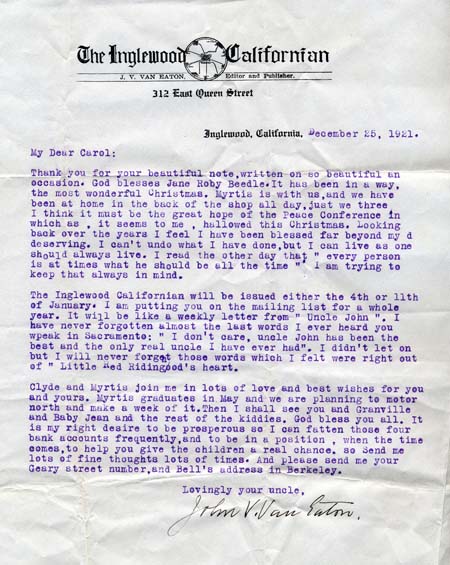 The Inglewood Californian
J. V. VAN EATON, Editor and Publisher.
312 East Queen Street
Inglewood, California, December 25, 1921.
My Dear Carol:
Thank you for your beautiful note,written on so beautiful an
occasion. God blesses Jane Roby Beedle.It has been in a way,
the most wonderful Christmas. Myrtis is with us,and we have
been at home in the back of the shop all day,just we three
I think it must be the great hope of the Peace Conference in
which as , it seems to me , hallowed this Christmas. Looking
back over the years I feel I have been blessed far beyond my d
deserving. I can't undo what I have done,but I can live as one
should always live. I read the other day that " every person
is at times what he should be all the time ". I am trying to
keep that always in mind.
The Inglewood Californian will be issued either the 4th or 11th
of January. I am putting you on the mailing list for a whole
year. It will be like a weekly letter from " Uncle John ". I
have never forgotten almost the last words I ever heard you
wpeak in Sacramento: " I don't care, uncle John has been the
best and the only real uncle I have ever had". I didn't let on
but I will never forget those words which I felt were right out
of " Little Red Ridinghood's heart.
Clyde and Myrtis join me in lots of love and best wishes for you
and yours. Myrtis graduates in May and we are planning to motor
north and make a week of it.Then I shall see you and Granville
and Baby Jean and the rest of the kiddies. God bless you all. It
is my right desire to be prosperous so I can fatten those four
bank accounts frequently,and to be in a position , when the time
comes,to help you give the children a real chance. so Send me
lots of fine thoughts lots of times. And please send me your
Geary street number,and Bell's address in Berkeley.
Lovingly your uncle,
John V. Van Eaton.